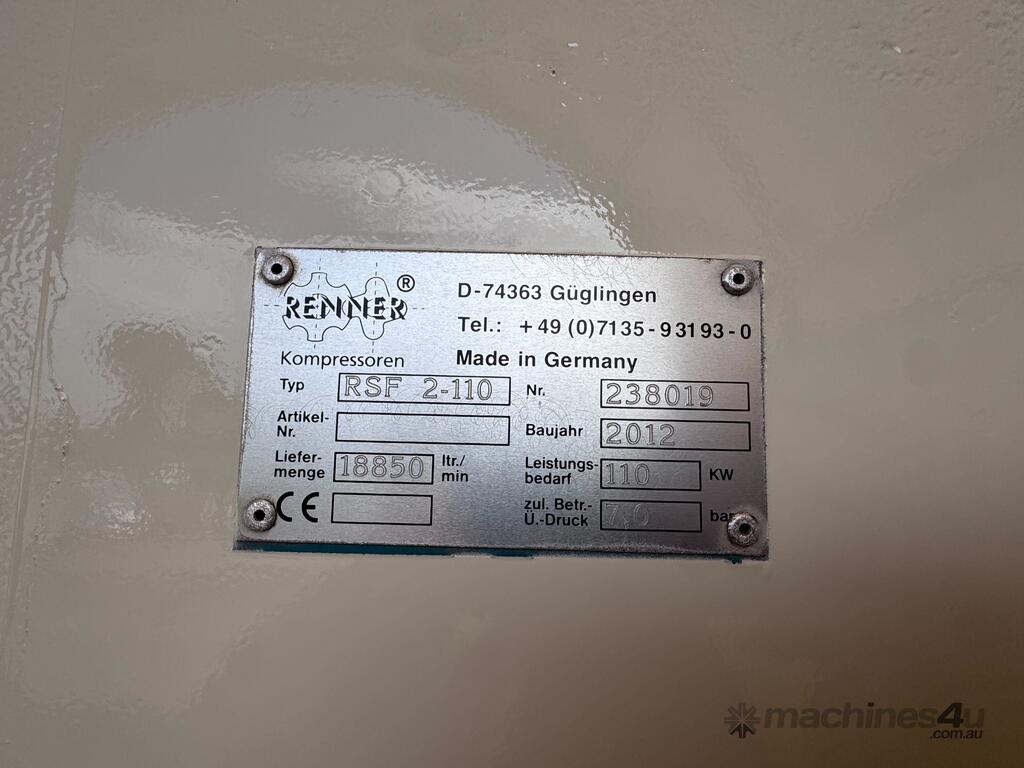 RENNER ®
Kompressoren
D-74363 Güglingen
Tel.: +49 (0)7135-93193-0
Made in Germany
Typ RSF 2-110 Nr. 238019
Artikel-Nr. Baujahr 2012
Liefer-menge 18850 ltr./min Leistungs-bedarf 110 KW
CE zul. Betr.-Ü.-Druck 7,0 bar
machines4u
.com.au